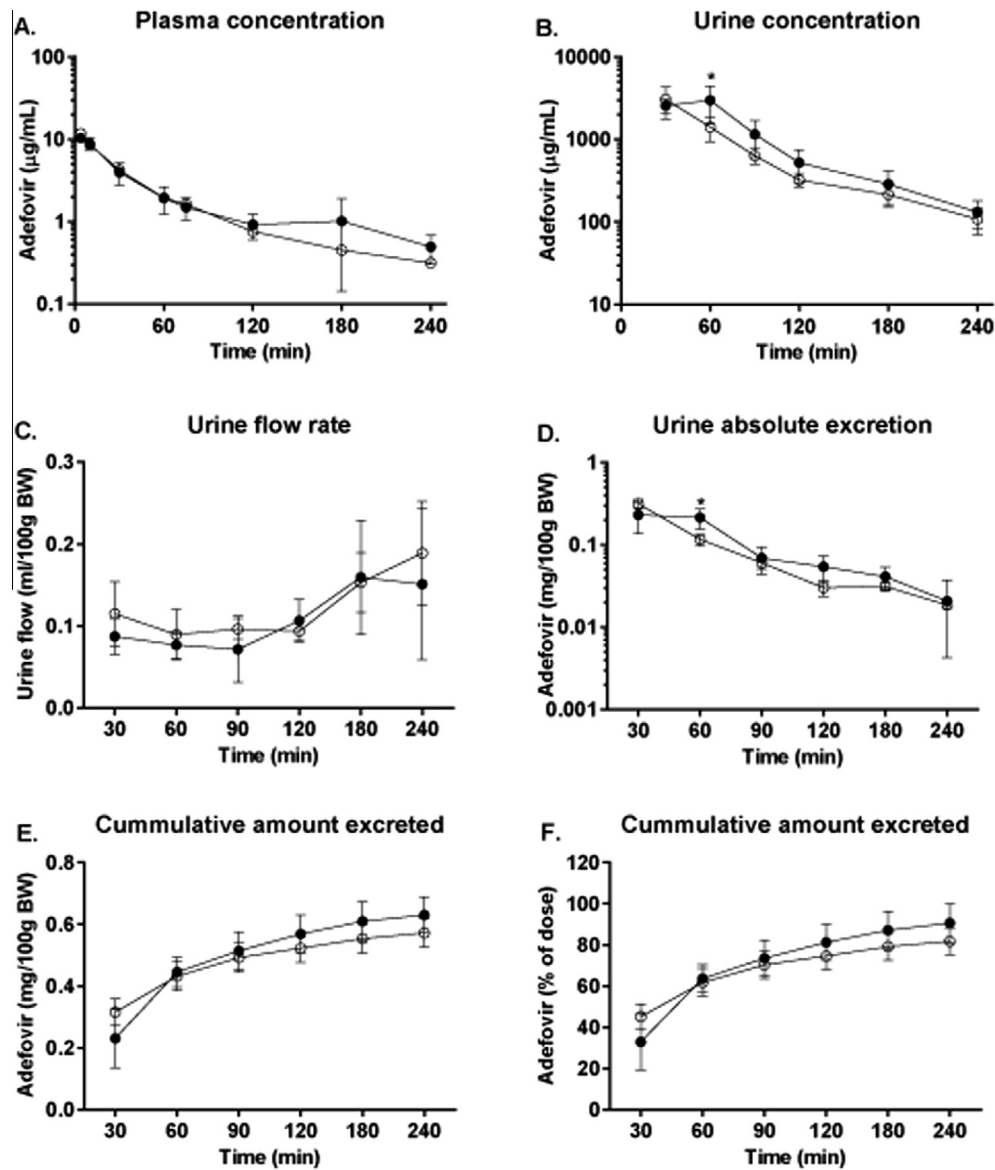 A. Plasma concentration
Adefovir (µg/mL)
100
10
1
0.1
0 60 120 180 240
Time (min)
B. Urine concentration
Adefovir (µg/mL)
10000
*
1000
100
10
0 60 120 180 240
Time (min)
C. Urine flow rate
Urine flow (ml/100g BW)
0.3
0.2
0.1
0.0
30 60 90 120 180 240
Time (min)
D. Urine absolute excretion
Adefovir (mg/100g BW)
1
*
0.1
0.01
0.001
30 60 90 120 180 240
Time (min)
E. Cummulative amount excreted
Adefovir (mg/100g BW)
0.8
0.6
0.4
0.2
0.0
30 60 90 120 180 240
Time (min)
F. Cummulative amount excreted
Adefovir (% of dose)
120
100
80
60
40
20
0
30 60 90 120 180 240
Time (min)